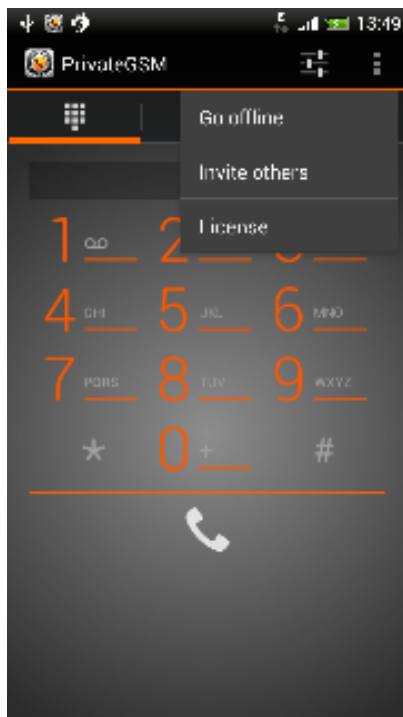 13:49
PrivateGSM
Go offline
Invite others
License
1 2
4 GHI 5 JKL 6 MNO
7 PQRS 8 TUV 9 WXYZ
* 0 + #